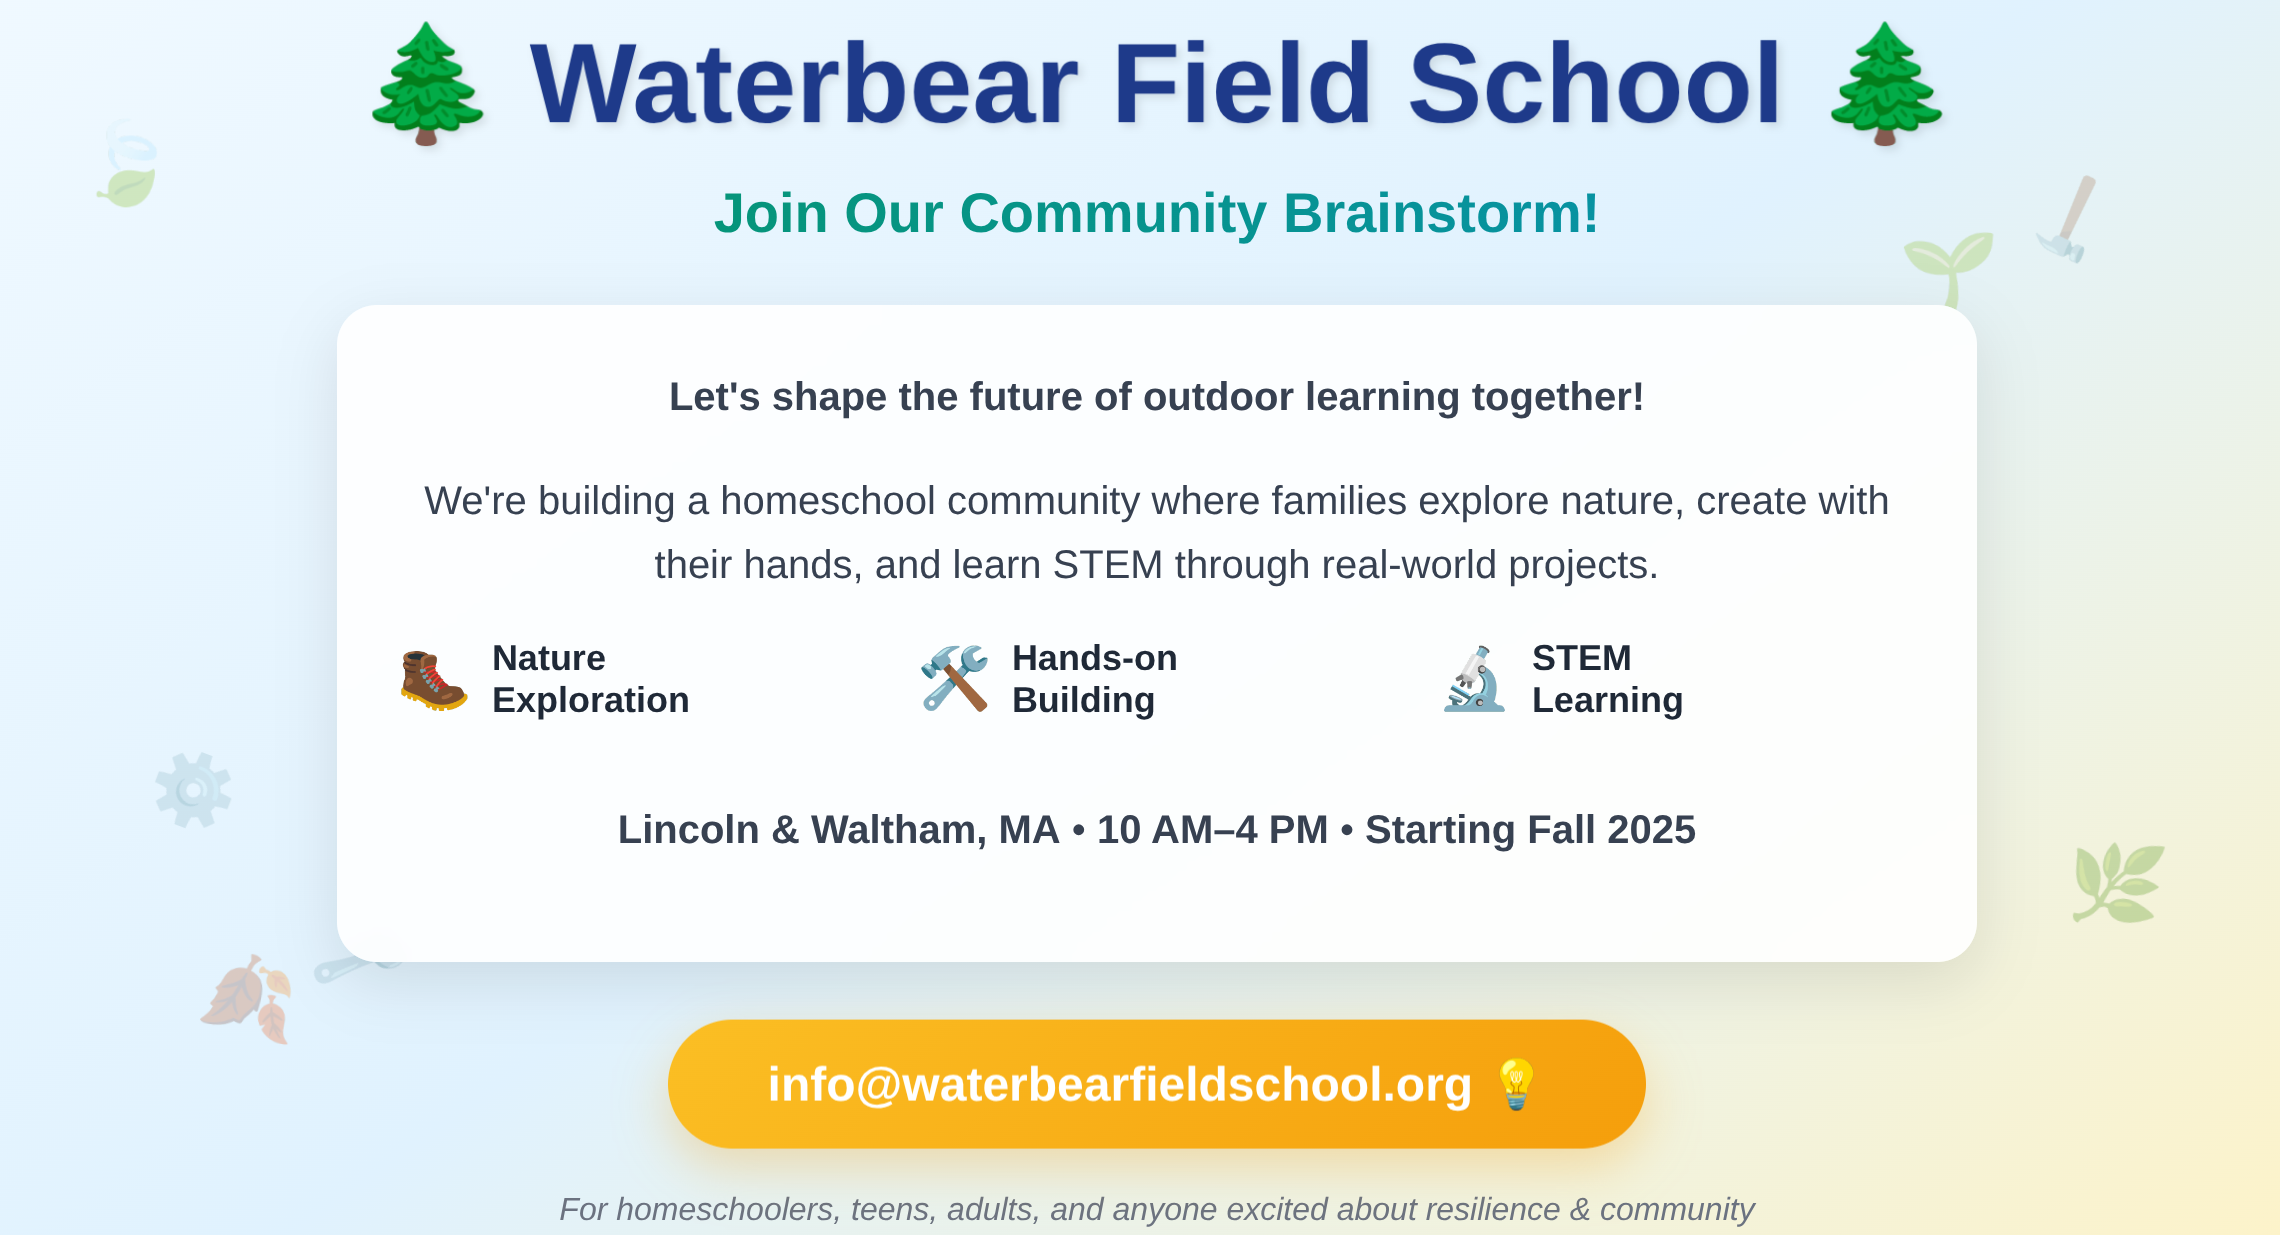 Waterbear Field School
Join Our Community Brainstorm!
Let's shape the future of outdoor learning together!
We're building a homeschool community where families explore nature, create with
their hands, and learn STEM through real-world projects.
Nature
Exploration
Hands-on
Building
STEM
Learning
Lincoln & Waltham, MA • 10 AM–4 PM • Starting Fall 2025
info@waterbearfieldschool.org
For homeschoolers, teens, adults, and anyone excited about resilience & community